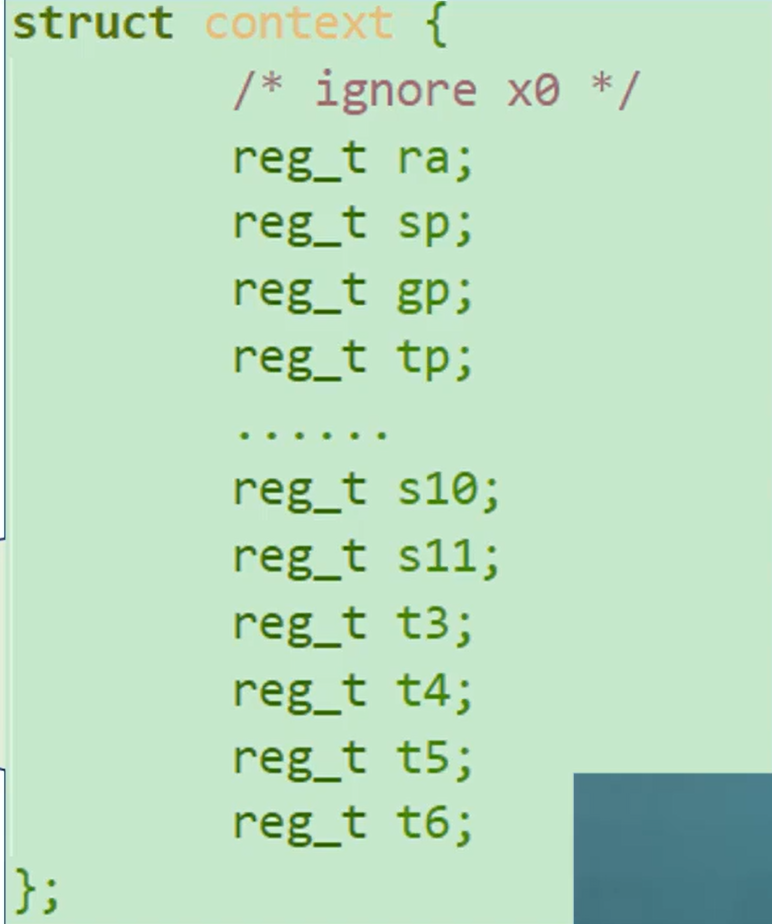 struct context {
/* ignore x0 */
reg_t ra;
reg_t sp;
reg_t gp;
reg_t tp;
......
reg_t s10;
reg_t s11;
reg_t t3;
reg_t t4;
reg_t t5;
reg_t t6;
};